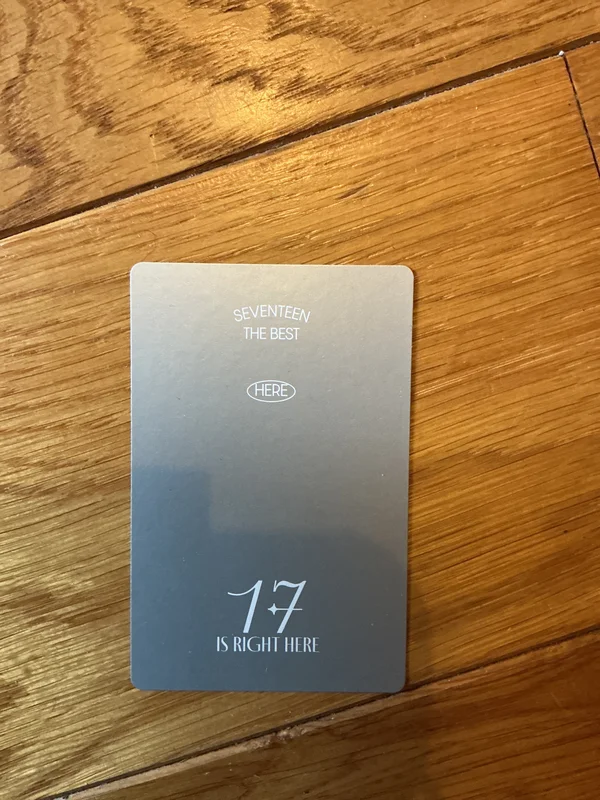 SEVENTEEN
THE BEST
HERE
17
IS RIGHT HERE